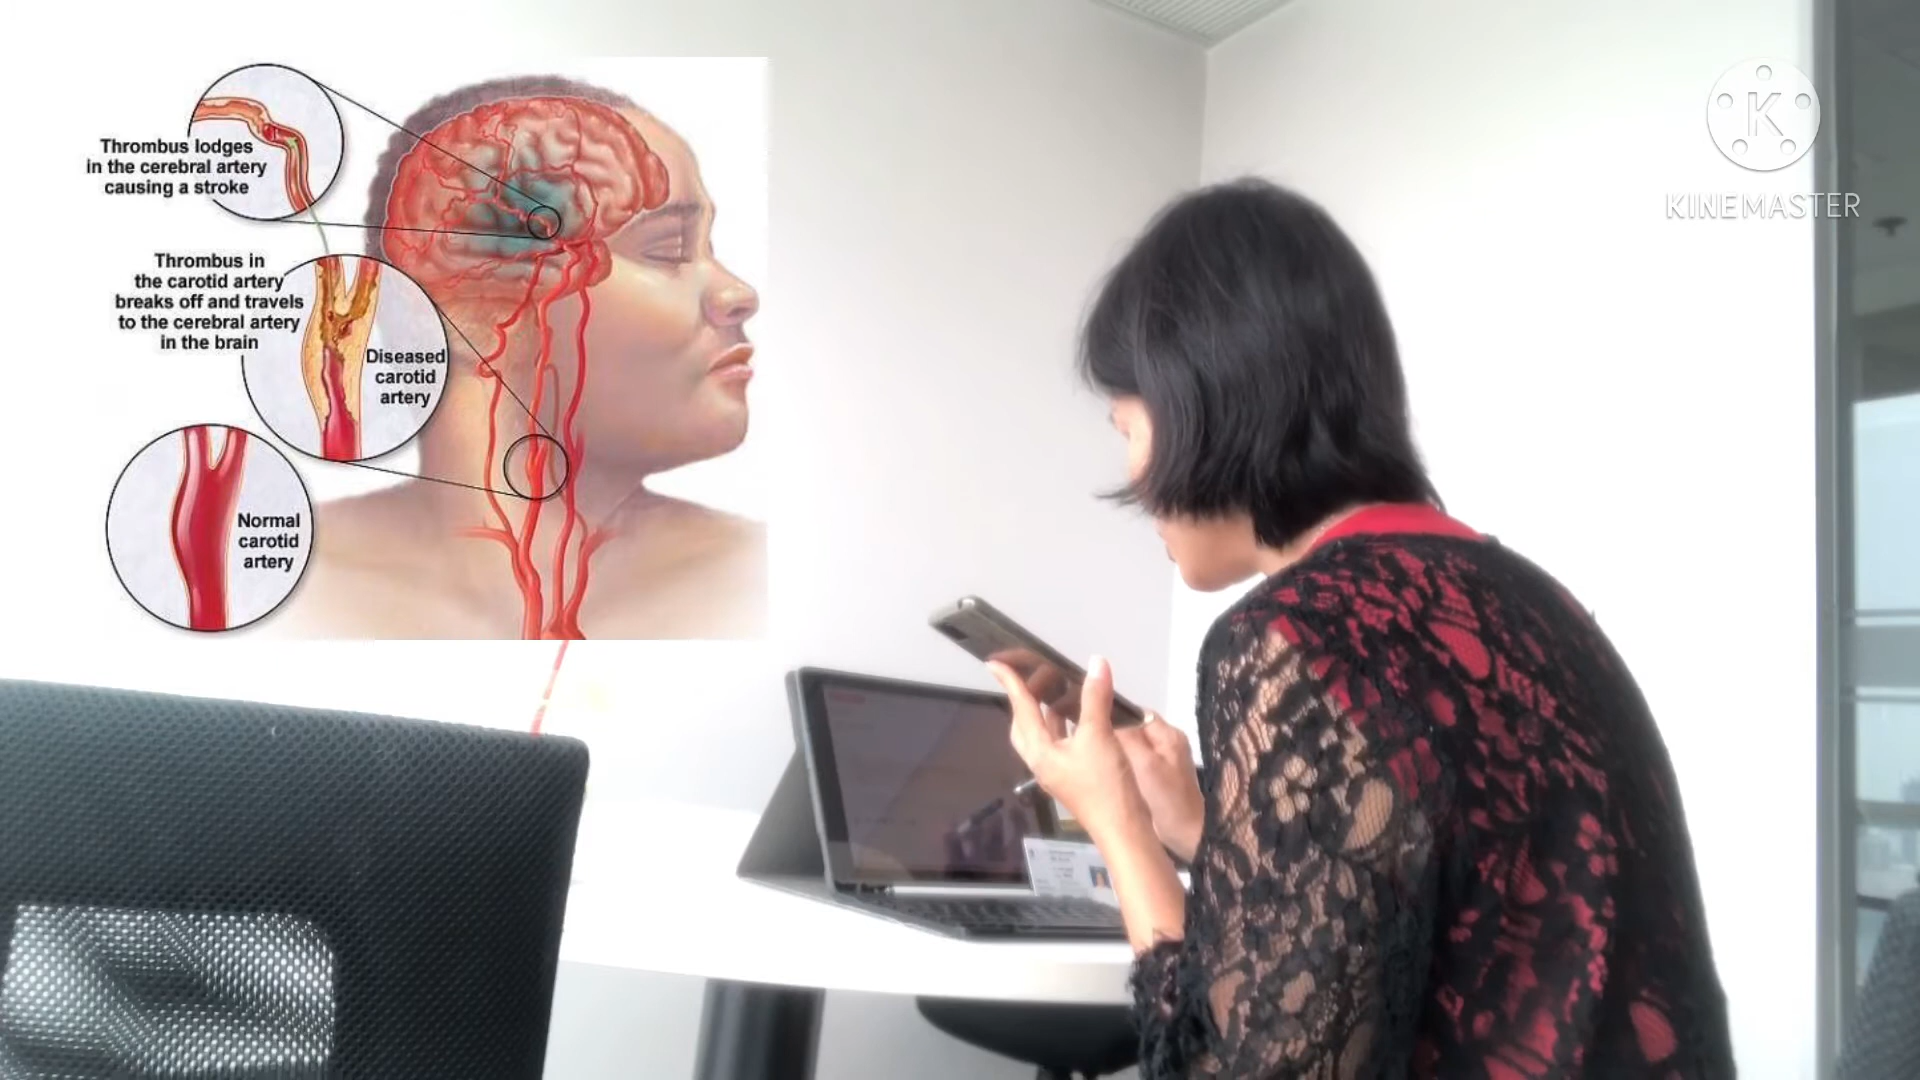 Thrombus lodges
in the cerebral artery
causing a stroke
Thrombus in
the carotid artery
breaks off and travels
to the cerebral artery
in the brain
Diseased
carotid
artery
Normal
carotid
artery
K
KINEMASTER